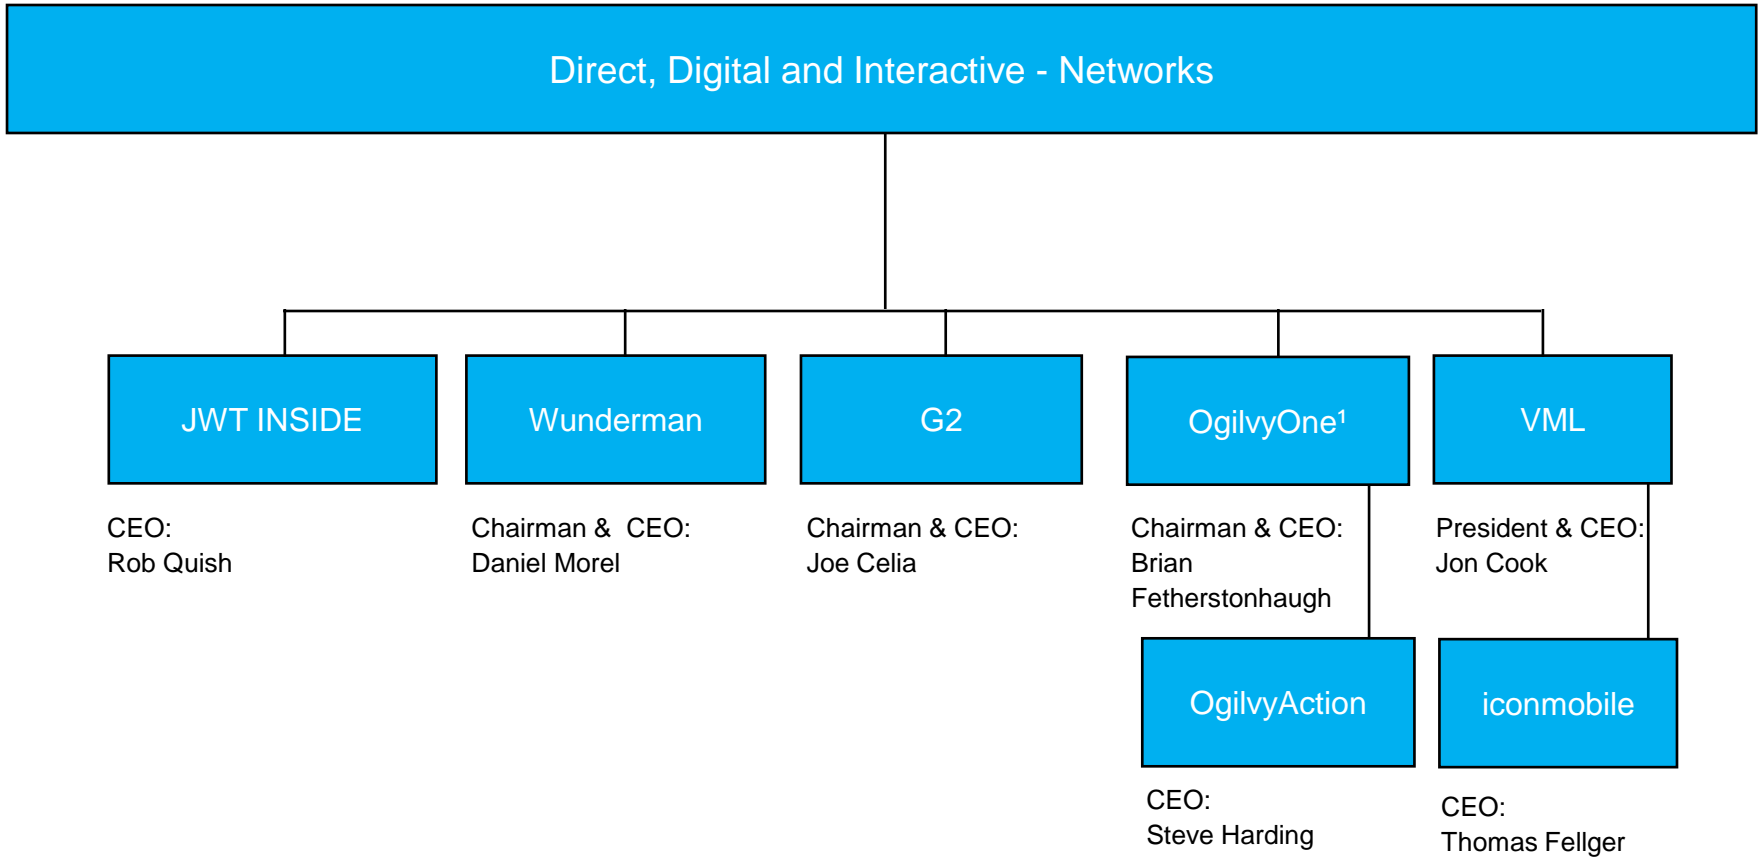 Direct, Digital and Interactive - Networks
JWT INSIDE
CEO:
Rob Quish
Wunderman
Chairman &  CEO:
Daniel Morel
G2
Chairman & CEO:
Joe Celia
OgilvyOne¹
Chairman & CEO:
Brian
Fetherstonhaugh
VML
President & CEO:
Jon Cook
OgilvyAction
CEO:
Steve Harding
iconmobile
CEO:
Thomas Fellger